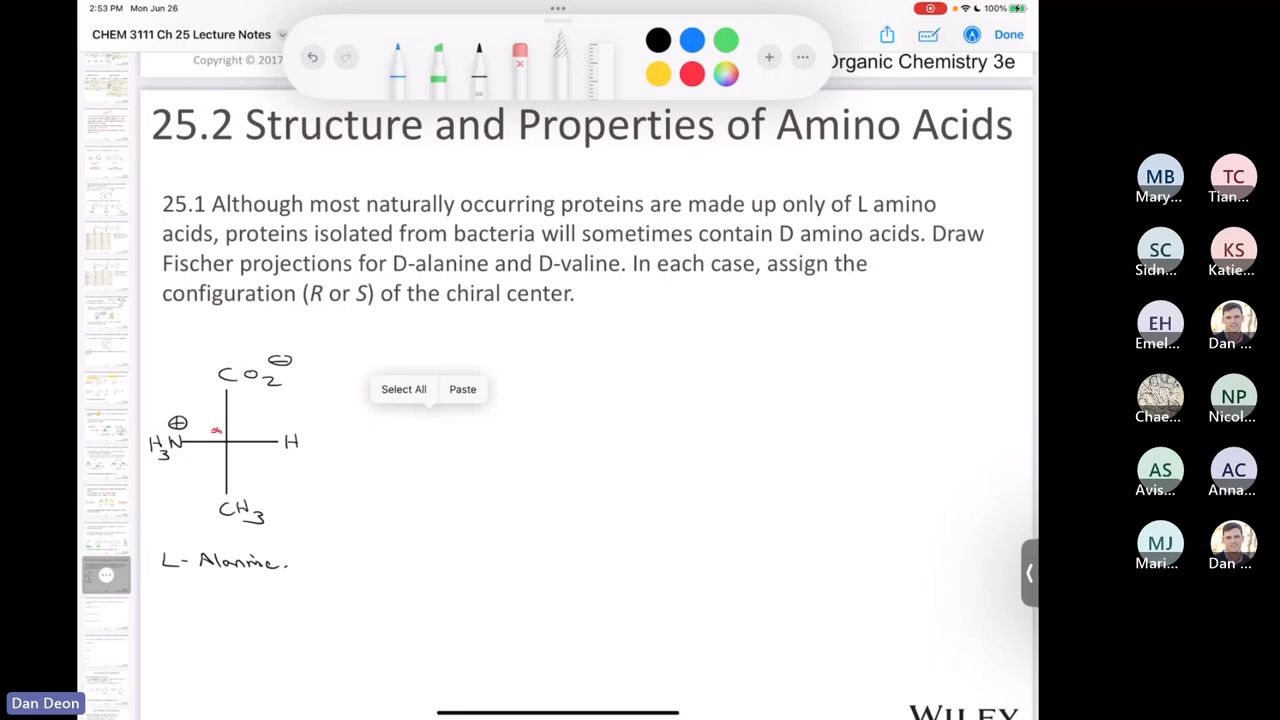 2:53 PM Mon Jun 26
100%
CHEM 3111 Ch 25 Lecture Notes
Done
Copyright © 2017
Organic Chemistry 3e
25.2 Structure and Properties of Amino Acids
25.1 Although most naturally occurring proteins are made up only of L amino
acids, proteins isolated from bacteria will sometimes contain D amino acids. Draw
Fischer projections for D-alanine and D-valine. In each case, assign the
configuration (R or S) of the chiral center.
CO2 ⊖
Select All Paste
⊕
H3N * H
CH3
L- Alanine.
WILEY
MB TC
Mary... Tian...
SC KS
Sidn... Katie...
EH
Emel... Dan ...
NP
Chae... Nicol...
AS AC
Avis... Anna...
MJ
Mari... Dan ...
Dan Deon